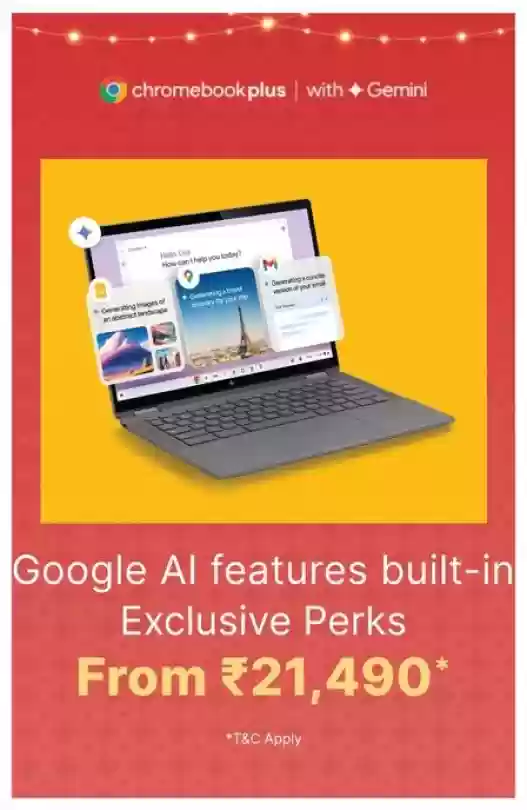 chromebookplus | with Gemini
Hello, 
How can I help you today?
Generating images of
an abstract landscape
Generating a travel
itinerary for your trip
Generating a concise
version of your email
Google AI features built-in
Exclusive Perks
From ₹21,490*
*T&C Apply